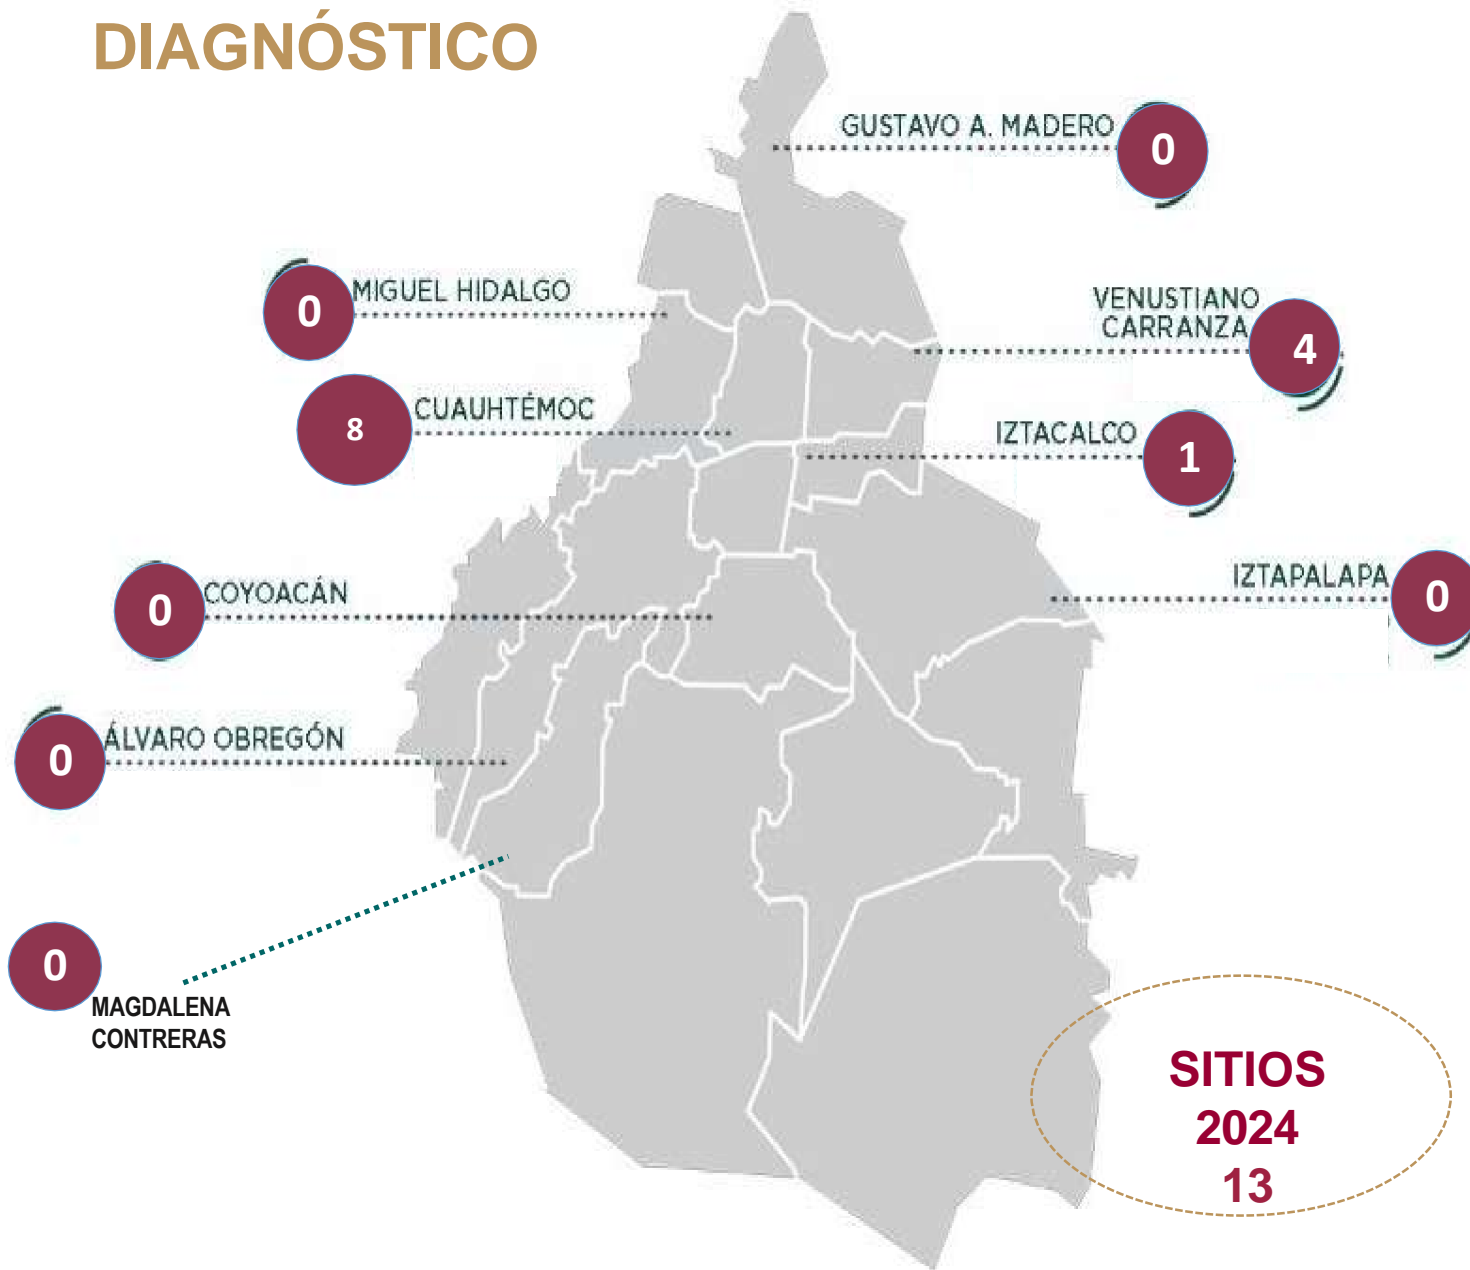 DIAGNÓSTICO
GUSTAVO A. MADERO
0
0
MIGUEL HIDALGO
VENUSTIANO
CARRANZA
4
8
CUAUHTÉMOC
IZTACALCO
1
0
COYOACÁN
IZTAPALAPA
0
0
ÁLVARO OBREGÓN
0
MAGDALENA
CONTRERAS
SITIOS
2024
13